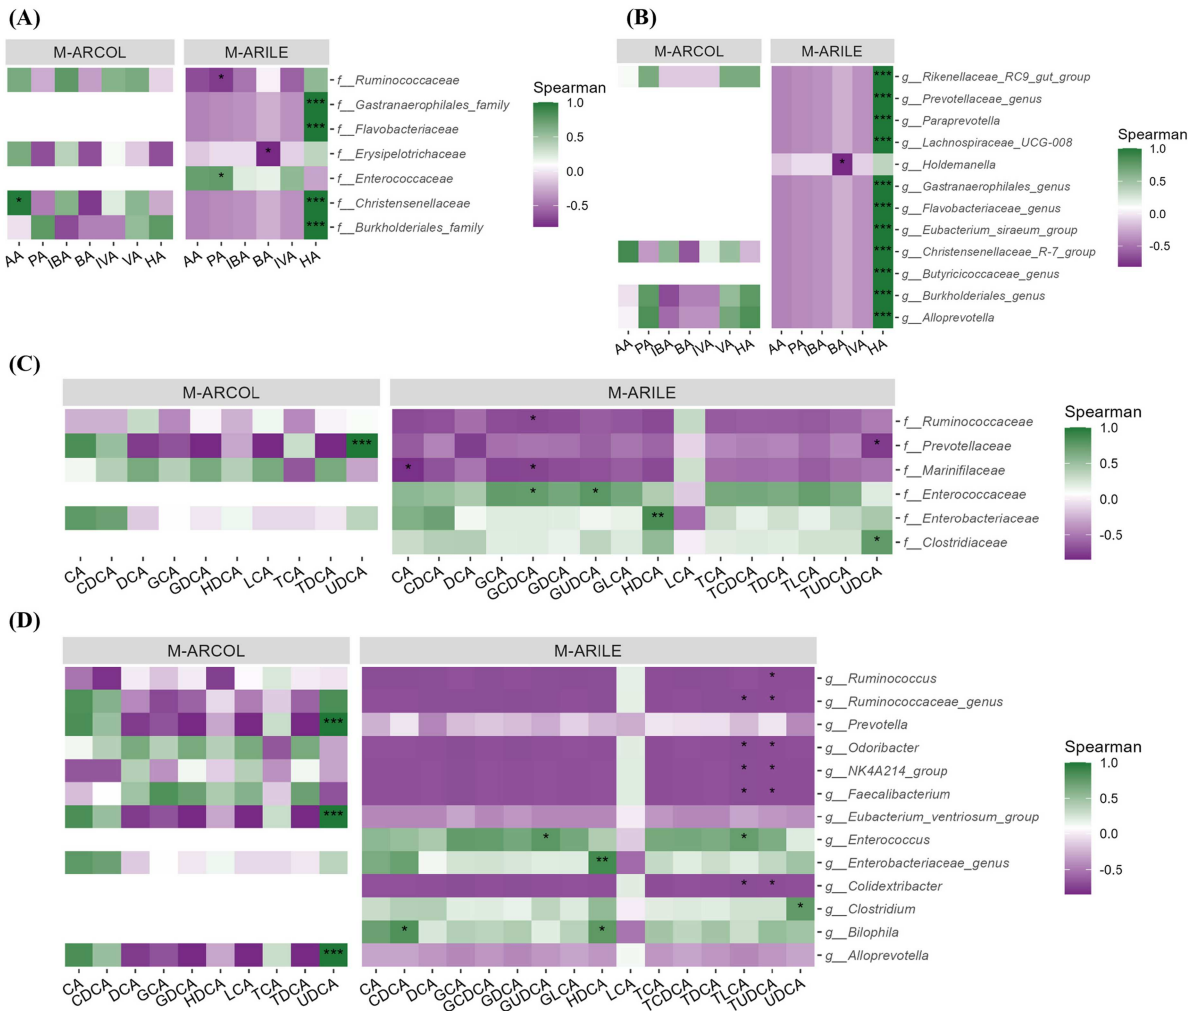 (A)
M-ARCOL
M-ARILE
f__Ruminococcaceae
*
f__Gastranaerophilales_family
***
f__Flavobacteriaceae
***
f__Erysipelotrichaceae
*
f__Enterococcaceae
*
f__Christensenellaceae
* ***
f__Burkholderiales_family
***
AA PA IBA BA IVA VA HA
AA PA IBA BA IVA HA
Spearman
1.0
0.5
0.0
-0.5
(B)
M-ARCOL
M-ARILE
*** g__Rikenellaceae_RC9_gut_group
*** g__Prevotellaceae_genus
*** g__Paraprevotella
*** g__Lachnospiraceae_UCG-008
* g__Holdemanella
*** g__Gastranaerophilales_genus
*** g__Flavobacteriaceae_genus
*** g__Eubacterium_siraeum_group
*** g__Christensenellaceae_R-7_group
*** g__Butyricicoccaceae_genus
*** g__Burkholderiales_genus
*** g__Alloprevotella
AA PA IBA BA IVA VA HA
AA PA IBA BA IVA HA
Spearman
1.0
0.5
0.0
-0.5
(C)
M-ARCOL
M-ARILE
* f__Ruminococcaceae
*** * f__Prevotellaceae
* * f__Marinifilaceae
* * f__Enterococcaceae
** f__Enterobacteriaceae
* f__Clostridiaceae
CA CDCA DCA GCA GDCA HDCA LCA TCA TDCA UDCA
CA CDCA DCA GCA GCDCA GDCA GUDCA GLCA HDCA LCA TCA TCDCA TDCA TLCA TUDCA UDCA
Spearman
1.0
0.5
0.0
-0.5
(D)
M-ARCOL
M-ARILE
* g__Ruminococcus
* * g__Ruminococcaceae_genus
*** g__Prevotella
* * g__Odoribacter
* * g__NK4A214_group
* * g__Faecalibacterium
*** g__Eubacterium_ventriosum_group
* * g__Enterococcus
** g__Enterobacteriaceae_genus
* * g__Colidextribacter
* g__Clostridium
* * g__Bilophila
*** g__Alloprevotella
CA CDCA DCA GCA GDCA HDCA LCA TCA TDCA UDCA
CA CDCA DCA GCA GCDCA GDCA GUDCA GLCA HDCA LCA TCA TCDCA TDCA TLCA TUDCA UDCA
Spearman
1.0
0.5
0.0
-0.5